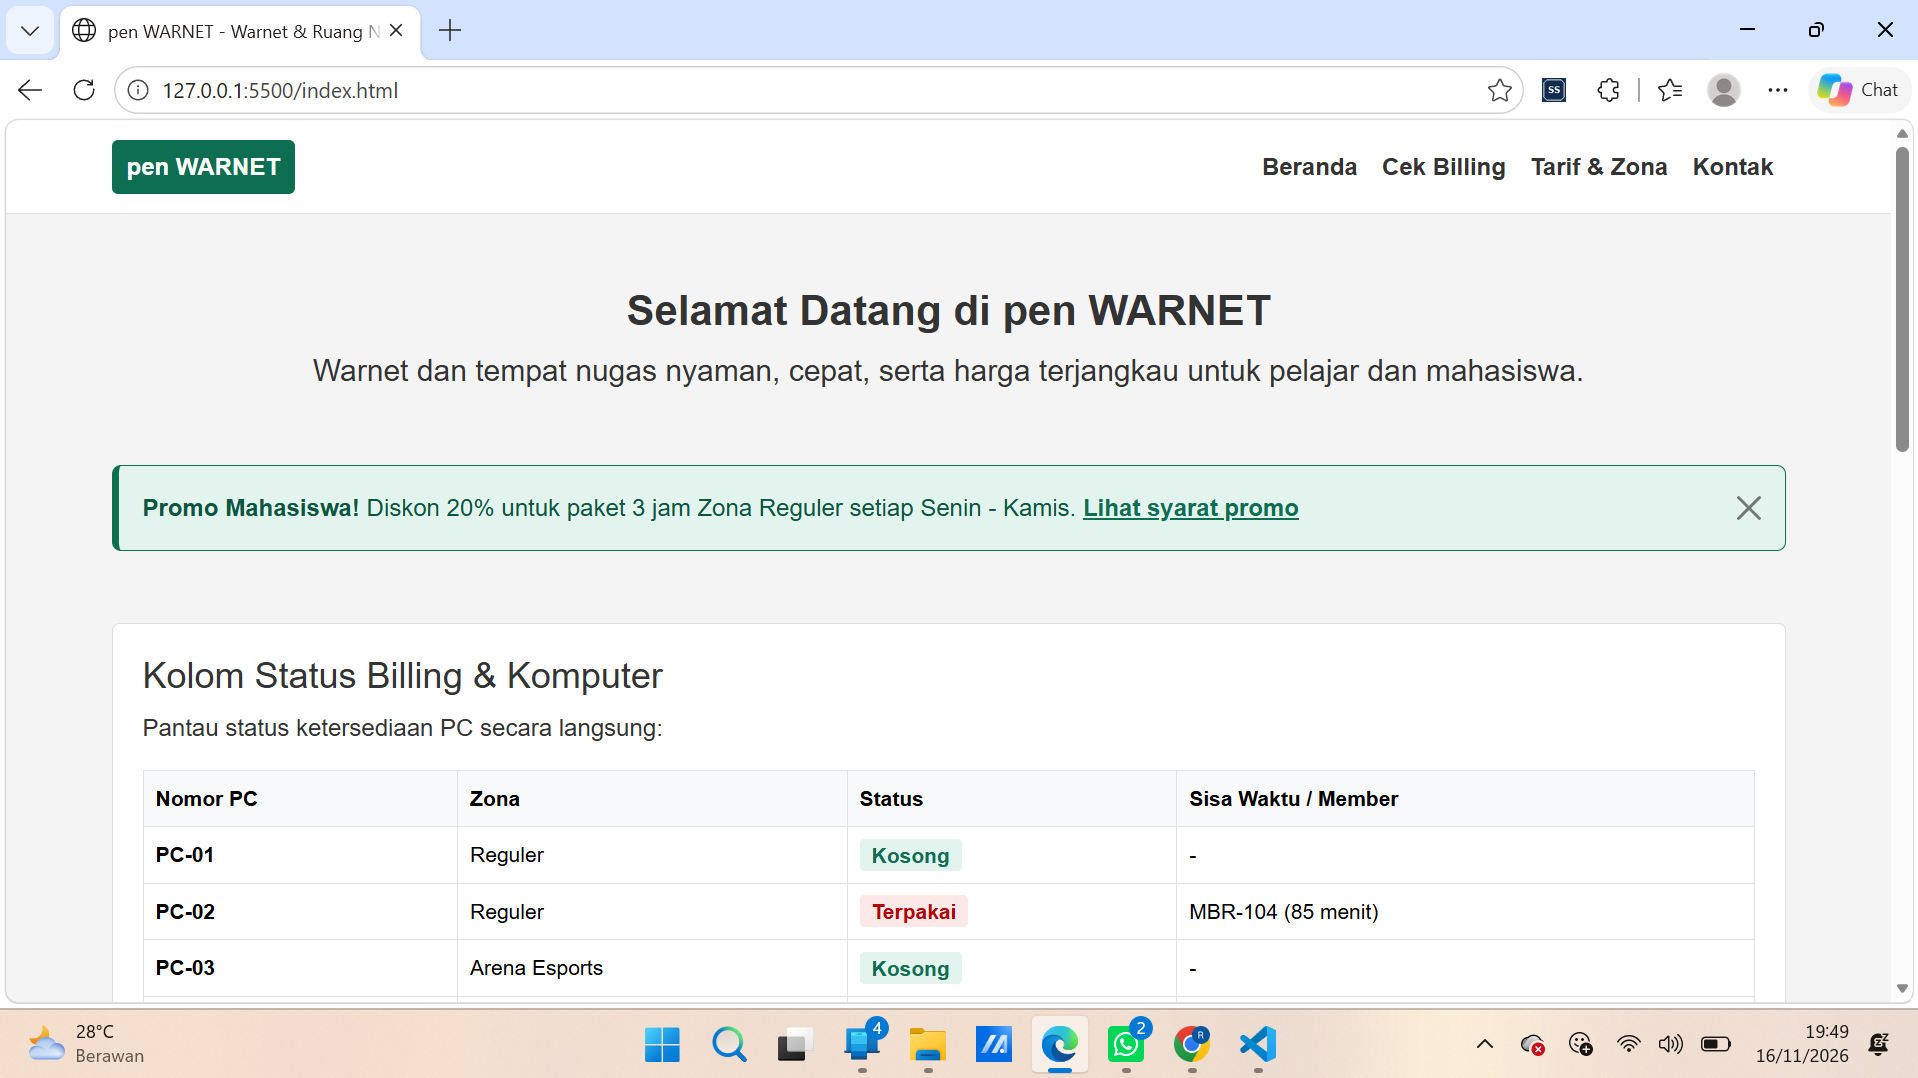 pen WARNET - Warnet & Ruang N
127.0.0.1:5500/index.html
SS
Chat
pen WARNET
Beranda Cek Billing Tarif & Zona Kontak
Selamat Datang di pen WARNET
Warnet dan tempat nugas nyaman, cepat, serta harga terjangkau untuk pelajar dan mahasiswa.
Promo Mahasiswa! Diskon 20% untuk paket 3 jam Zona Reguler setiap Senin - Kamis. Lihat syarat promo
Kolom Status Billing & Komputer
Pantau status ketersediaan PC secara langsung:
Nomor PC Zona Status Sisa Waktu / Member
PC-01 Reguler Kosong -
PC-02 Reguler Terpakai MBR-104 (85 menit)
PC-03 Arena Esports Kosong -
28°C
Berawan
4
2
R
19:49
16/11/2026